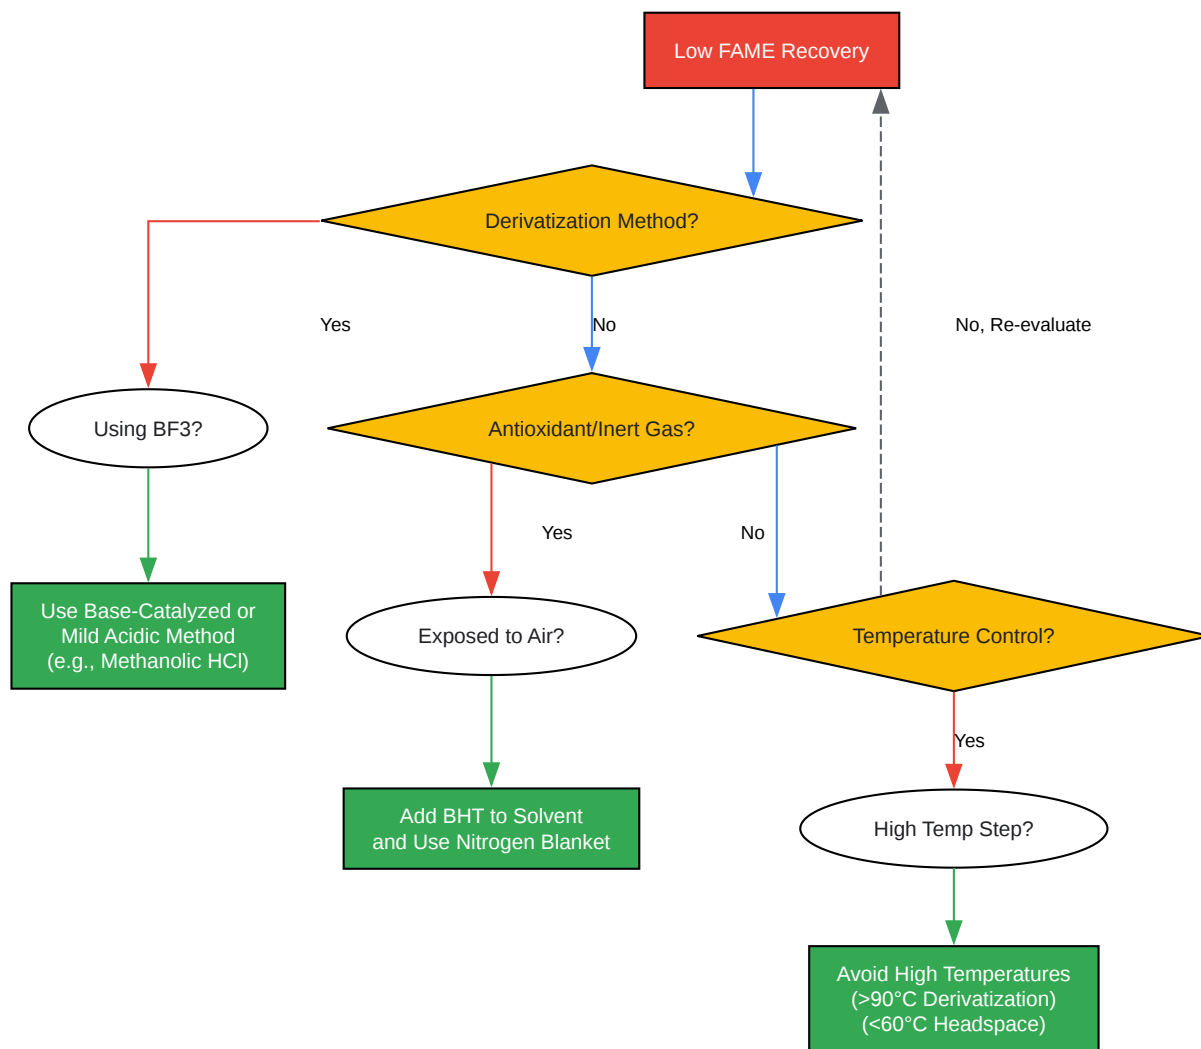 Low FAME Recovery
Derivatization Method?
Yes
No
No, Re-evaluate
Using BF3?
Antioxidant/Inert Gas?
Yes
No
Use Base-Catalyzed or
Mild Acidic Method
(e.g., Methanolic HCl)
Exposed to Air?
Temperature Control?
Yes
Add BHT to Solvent
and Use Nitrogen Blanket
High Temp Step?
Avoid High Temperatures
(>90°C Derivatization)
(<60°C Headspace)